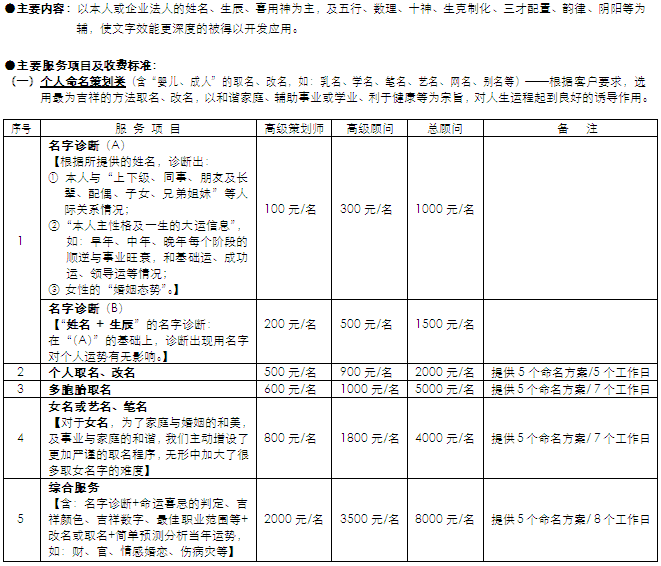 ●主要内容：以本人或企业法人的姓名、生辰、喜用神为主，及五行、数理、十神、生克制化、三才配置、韵律、阴阳等为
辅，使文字效能更深度的被得以开发应用。
●主要服务项目及收费标准：
（一）个人命名策划类（含“婴儿、成人”的取名、改名，如：乳名、学名、笔名、艺名、网名、别名等）——根据客户要求，选
用最为吉祥的方法取名、改名，以和谐家庭、辅助事业或学业、利于健康等为宗旨，对人生运程起到良好的诱导作用。
序号 服 务 项 目 高级策划师 高级顾问 总顾问 备 注
1
名字诊断（A）
【根据所提供的姓名，诊断出：
① 本人与“上下级、同事、朋友及长
辈、配偶、子女、兄弟姐妹”等人
际关系情况；
②“本人主性格及一生的大运信息”，
如：早年、中年、晚年每个阶段的
顺逆与事业旺衰，和基础运、成功
运、领导运等情况；
③ 女性的“婚姻态势”。】
100 元/名 300 元/名 1000 元/名
名字诊断（B）
【“姓名 + 生辰”的名字诊断：
在“（A）”的基础上，诊断出现用名字
对个人运势有无影响。】
200 元/名 500 元/名 1500 元/名
2 个人取名、改名 500 元/名 900 元/名 2000 元/名 提供 5 个命名方案/5 个工作日
3 多胞胎取名 600 元/名 1000 元/名 5000 元/名 提供 5 个命名方案/ 7 个工作日
4
女名或艺名、笔名
【对于女名，为了家庭与婚姻的和美，
及事业与家庭的和谐，我们主动增设了
更加严谨的取名程序，无形中加大了很
多取女名字的难度】
800 元/名 1800 元/名 4000 元/名 提供 5 个命名方案/ 7 个工作日
5
综合服务
【含：名字诊断+命运喜忌的判定、吉
祥颜色、吉祥数字、最佳职业范围等+
改名或取名+简单预测分析当年运势，
如：财、官、情感婚恋、伤病灾等】
2000 元/名 3500 元/名 8000 元/名 提供 5 个命名方案/ 8 个工作日